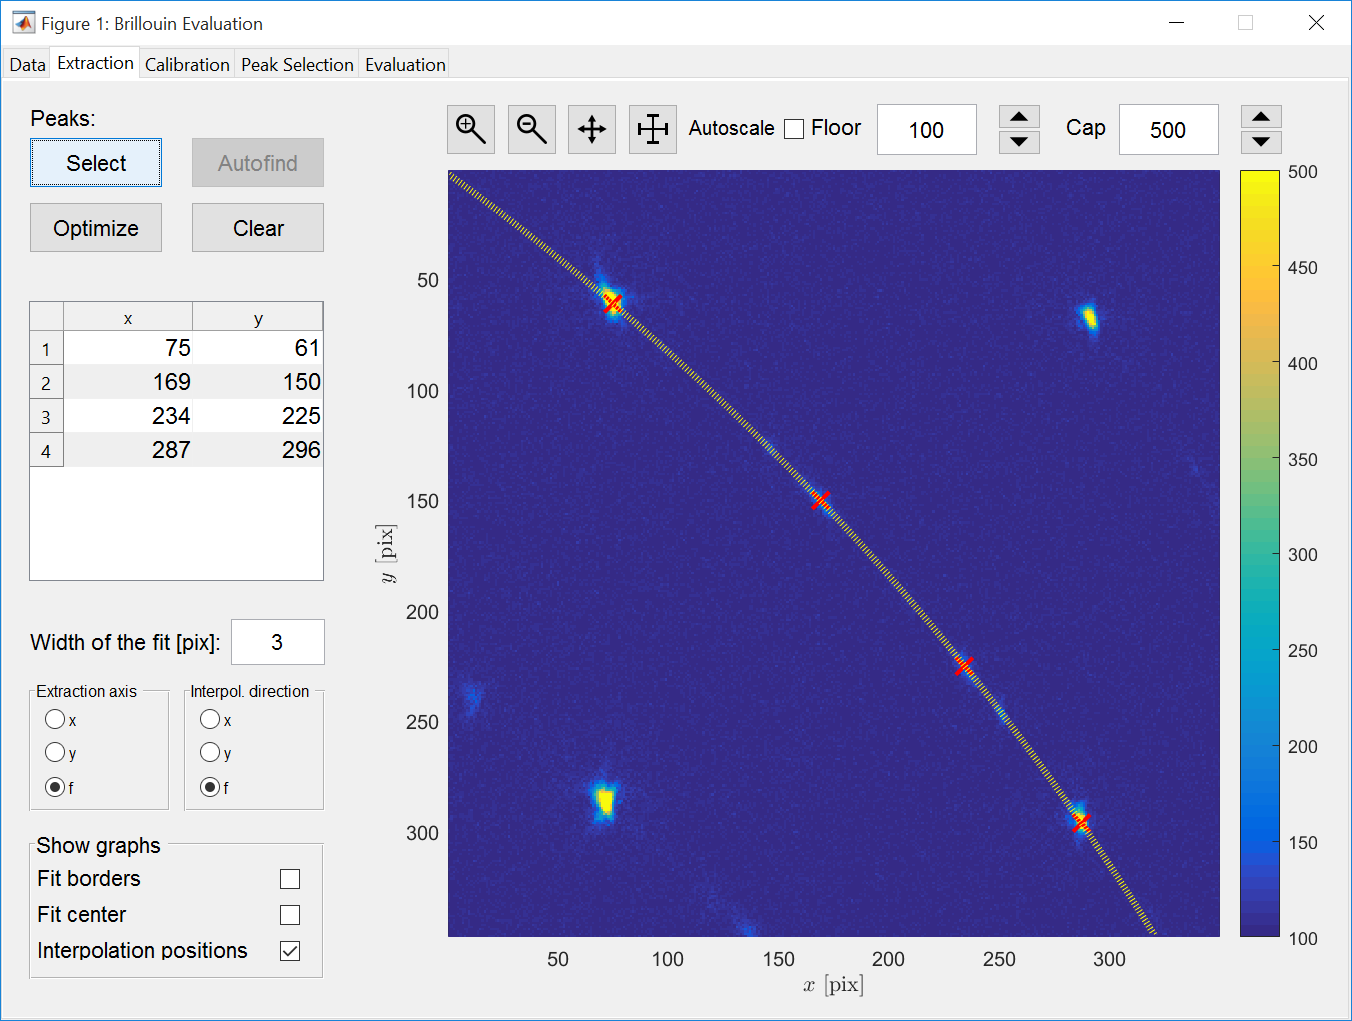 Figure 1: Brillouin Evaluation
Data Extraction Calibration Peak Selection Evaluation
Peaks:
Select Autofind
Optimize Clear
x y
1 75 61
2 169 150
3 234 225
4 287 296
Width of the fit [pix]: 3
Extraction axis
x
y
f
Interpol. direction
x
y
f
Show graphs
Fit borders
Fit center
Interpolation positions
Autoscale Floor 100 Cap 500
50
100
150
200
250
300
y [pix]
50 100 150 200 250 300
x [pix]
500
450
400
350
300
250
200
150
100